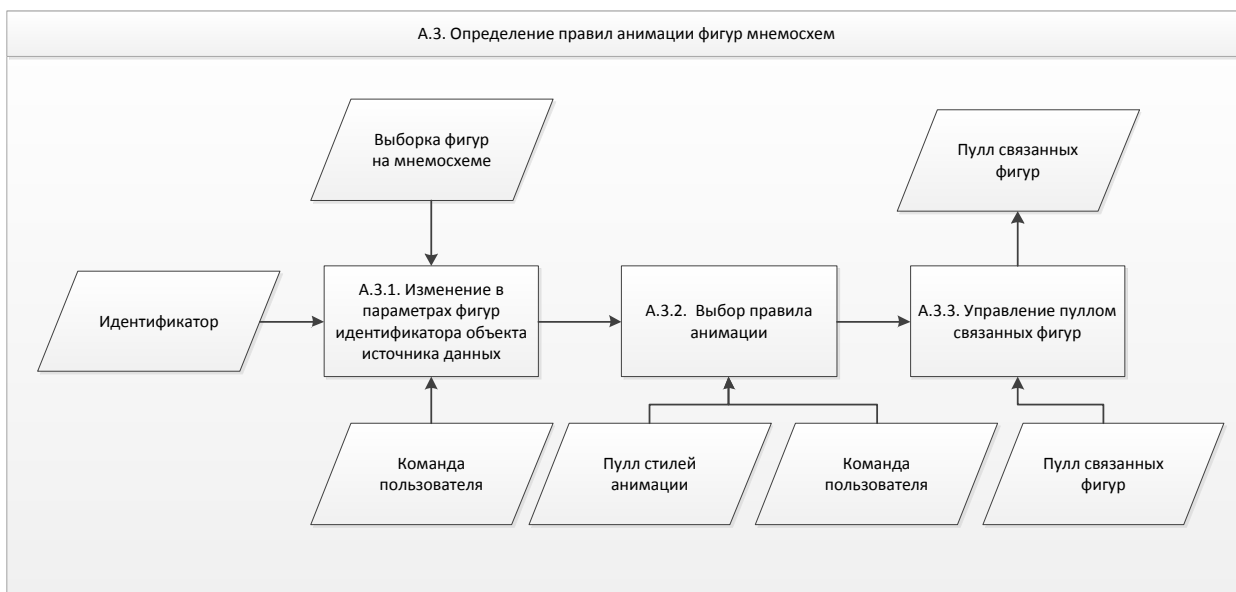 А.3. Определение правил анимации фигур мнемосхем
Выборка фигур
на мнемосхеме
Пулл связанных
фигур
Идентификатор
А.3.1. Изменение в
параметрах фигур
идентификатора объекта
источника данных
А.3.2. Выбор правила
анимации
А.3.3. Управление пуллом
связанных фигур
Команда
пользователя
Пулл стилей
анимации
Команда
пользователя
Пулл связанных
фигур